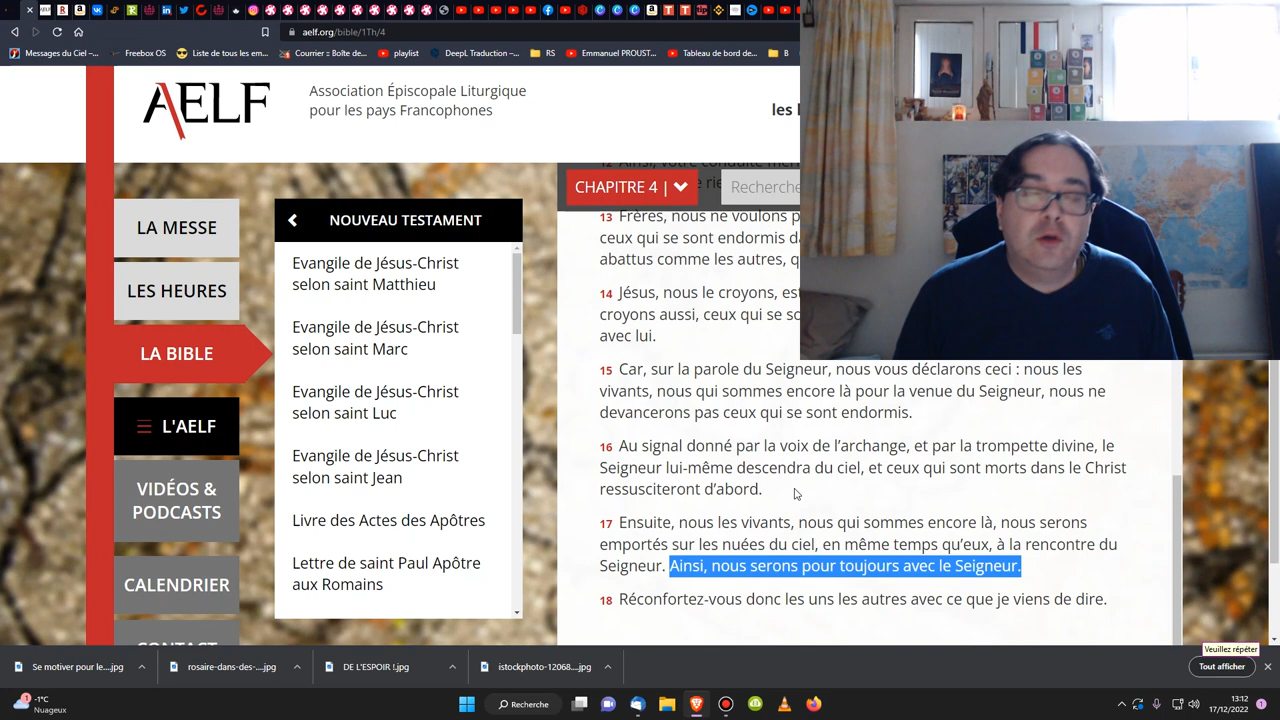 aelf.org/bible/1Th/4
Messages du Ciel –...
Freebox OS
Liste de tous les em...
Courrier :: Boîte de...
playlist
DeepL Traduction –...
RS
Emmanuel PROUST...
Tableau de bord de...
B
AELF
Association Épiscopale Liturgique
pour les pays Francophones
les
LA MESSE
LES HEURES
LA BIBLE
L'AELF
VIDÉOS &
PODCASTS
CALENDRIER
CONTACT
NOUVEAU TESTAMENT
Evangile de Jésus-Christ
selon saint Matthieu
Evangile de Jésus-Christ
selon saint Marc
Evangile de Jésus-Christ
selon saint Luc
Evangile de Jésus-Christ
selon saint Jean
Livre des Actes des Apôtres
Lettre de saint Paul Apôtre
aux Romains
12 Ainsi, votre conduite
CHAPITRE 4 |
Recherche
13 Frères, nous ne voulons
ceux qui se sont endormis
abattus comme les autres,
14 Jésus, nous le croyons,
croyons aussi, ceux qui se
avec lui.
15 Car, sur la parole du Seigneur, nous vous déclarons ceci : nous les
vivants, nous qui sommes encore là pour la venue du Seigneur, nous ne
devancerons pas ceux qui se sont endormis.
16 Au signal donné par la voix de l’archange, et par la trompette divine, le
Seigneur lui-même descendra du ciel, et ceux qui sont morts dans le Christ
ressusciteront d’abord.
17 Ensuite, nous les vivants, nous qui sommes encore là, nous serons
emportés sur les nuées du ciel, en même temps qu’eux, à la rencontre du
Seigneur. Ainsi, nous serons pour toujours avec le Seigneur.
18 Réconfortez-vous donc les uns les autres avec ce que je viens de dire.
Veuillez répéter
Se motiver pour le....jpg
rosaire-dans-des-....jpg
DE L'ESPOIR !.jpg
istockphoto-12068....jpg
Tout afficher
1
-1°C
Nuageux
Recherche
13:12
17/12/2022
1